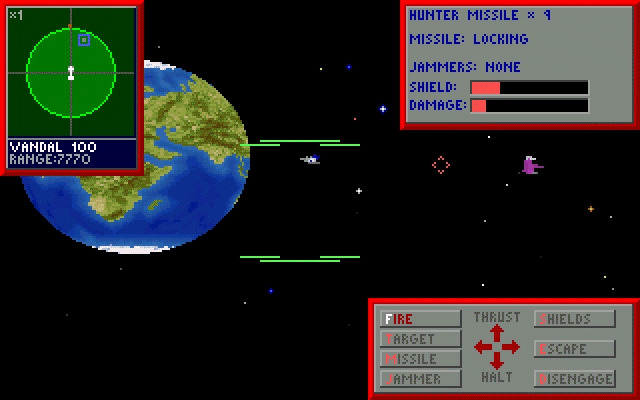 x1
HUNTER MISSILE x 9
MISSILE: LOCKING
JAMMERS: NONE
SHIELD:
DAMAGE:
VANDAL 100
RANGE:7770
FIRE
TARGET
MISSILE
JAMMER
THRUST
HALT
SHIELDS
ESCAPE
DISENGAGE